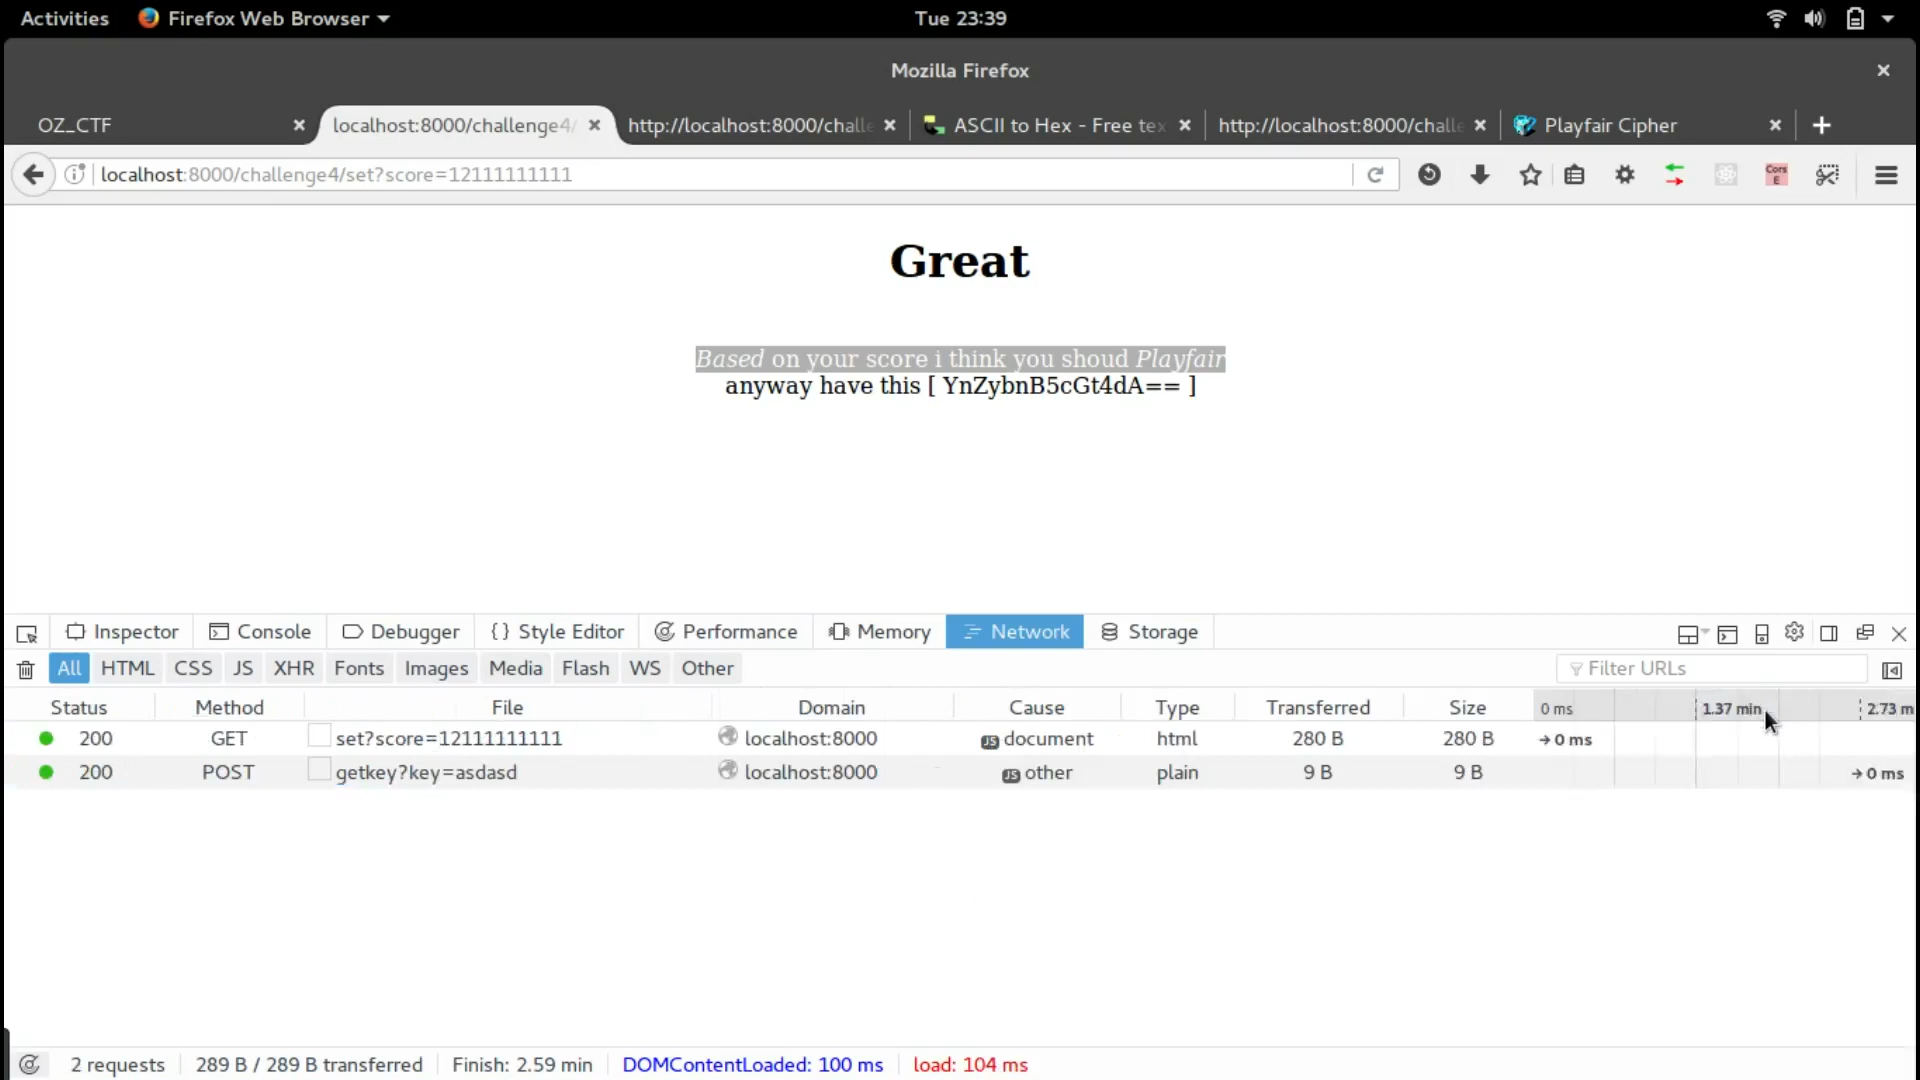 Activities Firefox Web Browser Tue 23:39
Mozilla Firefox
OZ_CTF localhost:8000/challenge4/ http://localhost:8000/challe ASCII to Hex - Free tex http://localhost:8000/challe Playfair Cipher
localhost:8000/challenge4/set?score=12111111111 Cors E
Great
Based on your score i think you shoud Playfair
anyway have this [ YnZybnB5cGt4dA== ]
Inspector Console Debugger {} Style Editor Performance Memory Network Storage
All HTML CSS JS XHR Fonts Images Media Flash WS Other Filter URLs
Status Method File Domain Cause Type Transferred Size 0 ms 1.37 min 2.73 m
200 GET set?score=12111111111 localhost:8000 JS document html 280 B 280 B → 0 ms
200 POST getkey?key=asdasd localhost:8000 JS other plain 9 B 9 B → 0 ms
2 requests 289 B / 289 B transferred Finish: 2.59 min DOMContentLoaded: 100 ms load: 104 ms